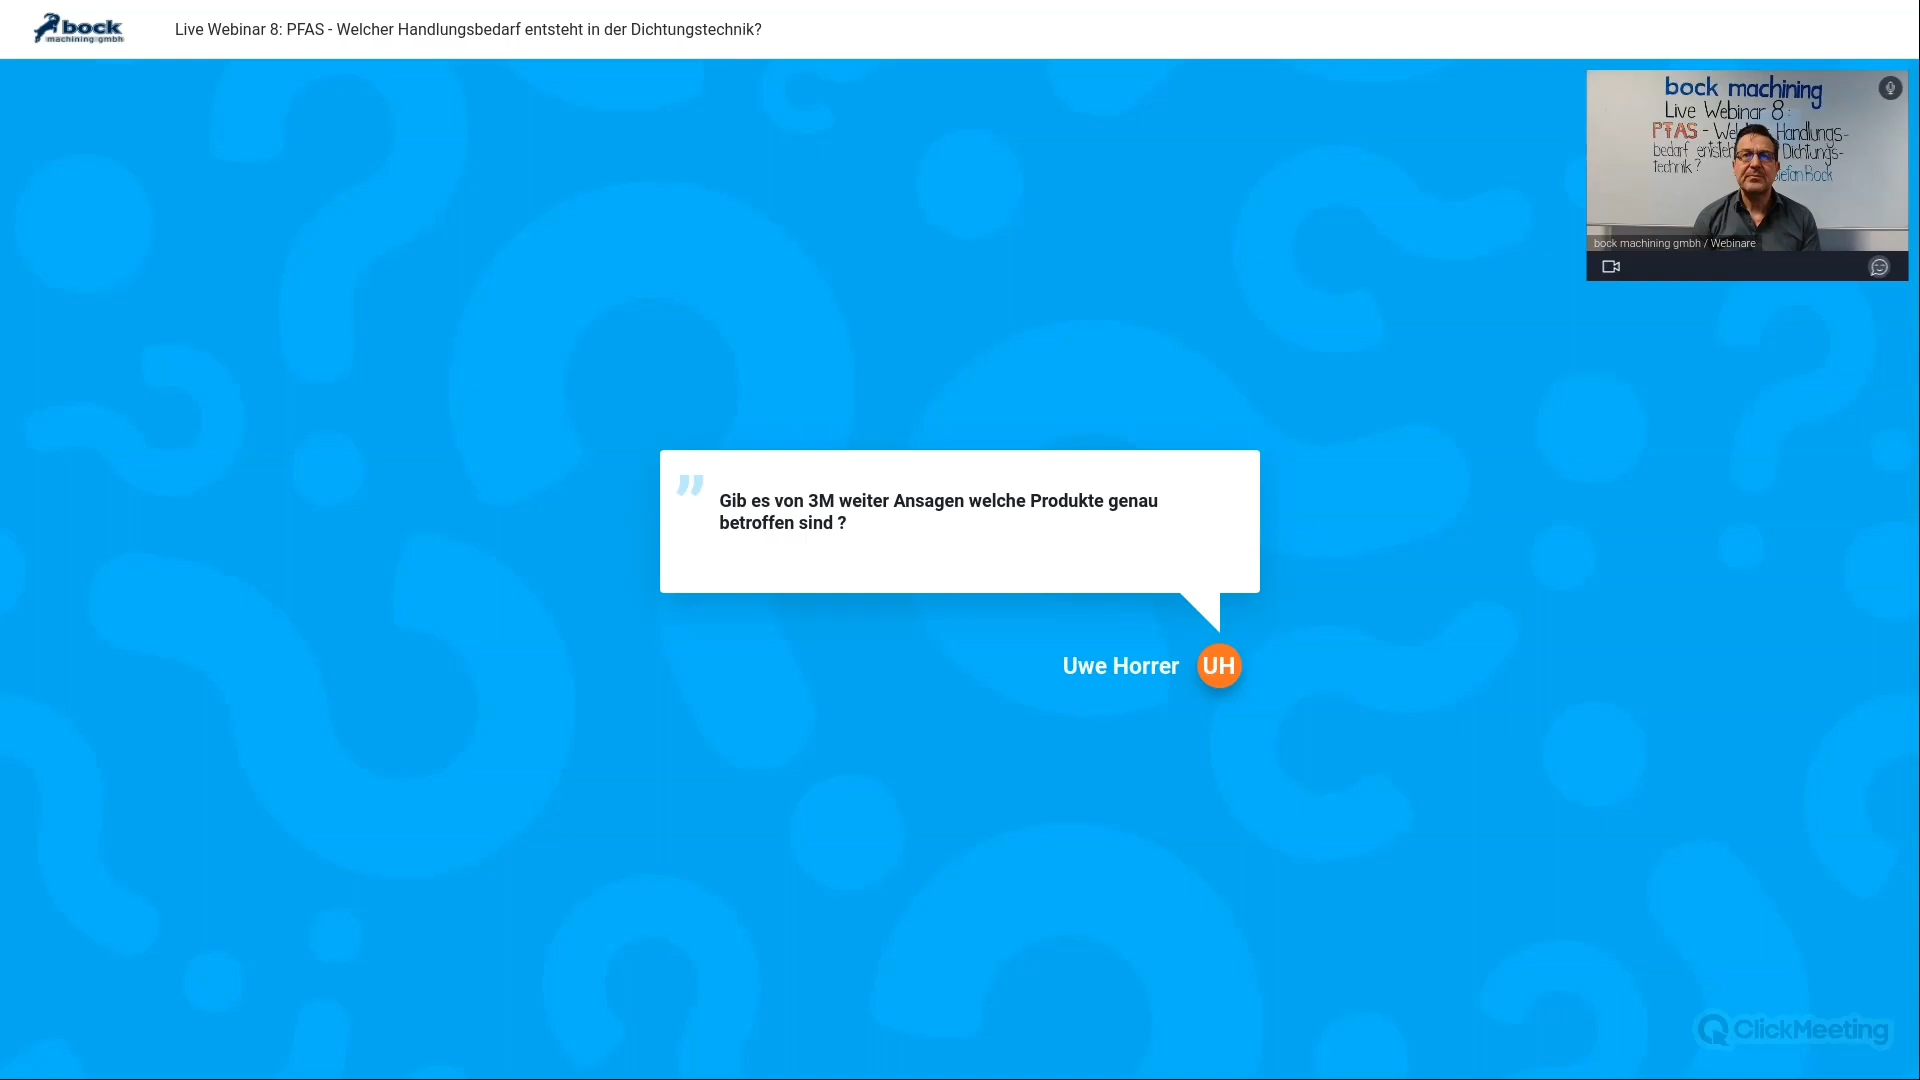 bock
machining gmbh
Live Webinar 8: PFAS - Welcher Handlungsbedarf entsteht in der Dichtungstechnik?
bock machining
Live Webinar 8:
PFAS - Handlungs-
bedarf Dichtungs-
technik?
Stefan Bock
bock machining gmbh / Webinare
Gib es von 3M weiter Ansagen welche Produkte genau
betroffen sind ?
Uwe Horrer UH
ClickMeeting